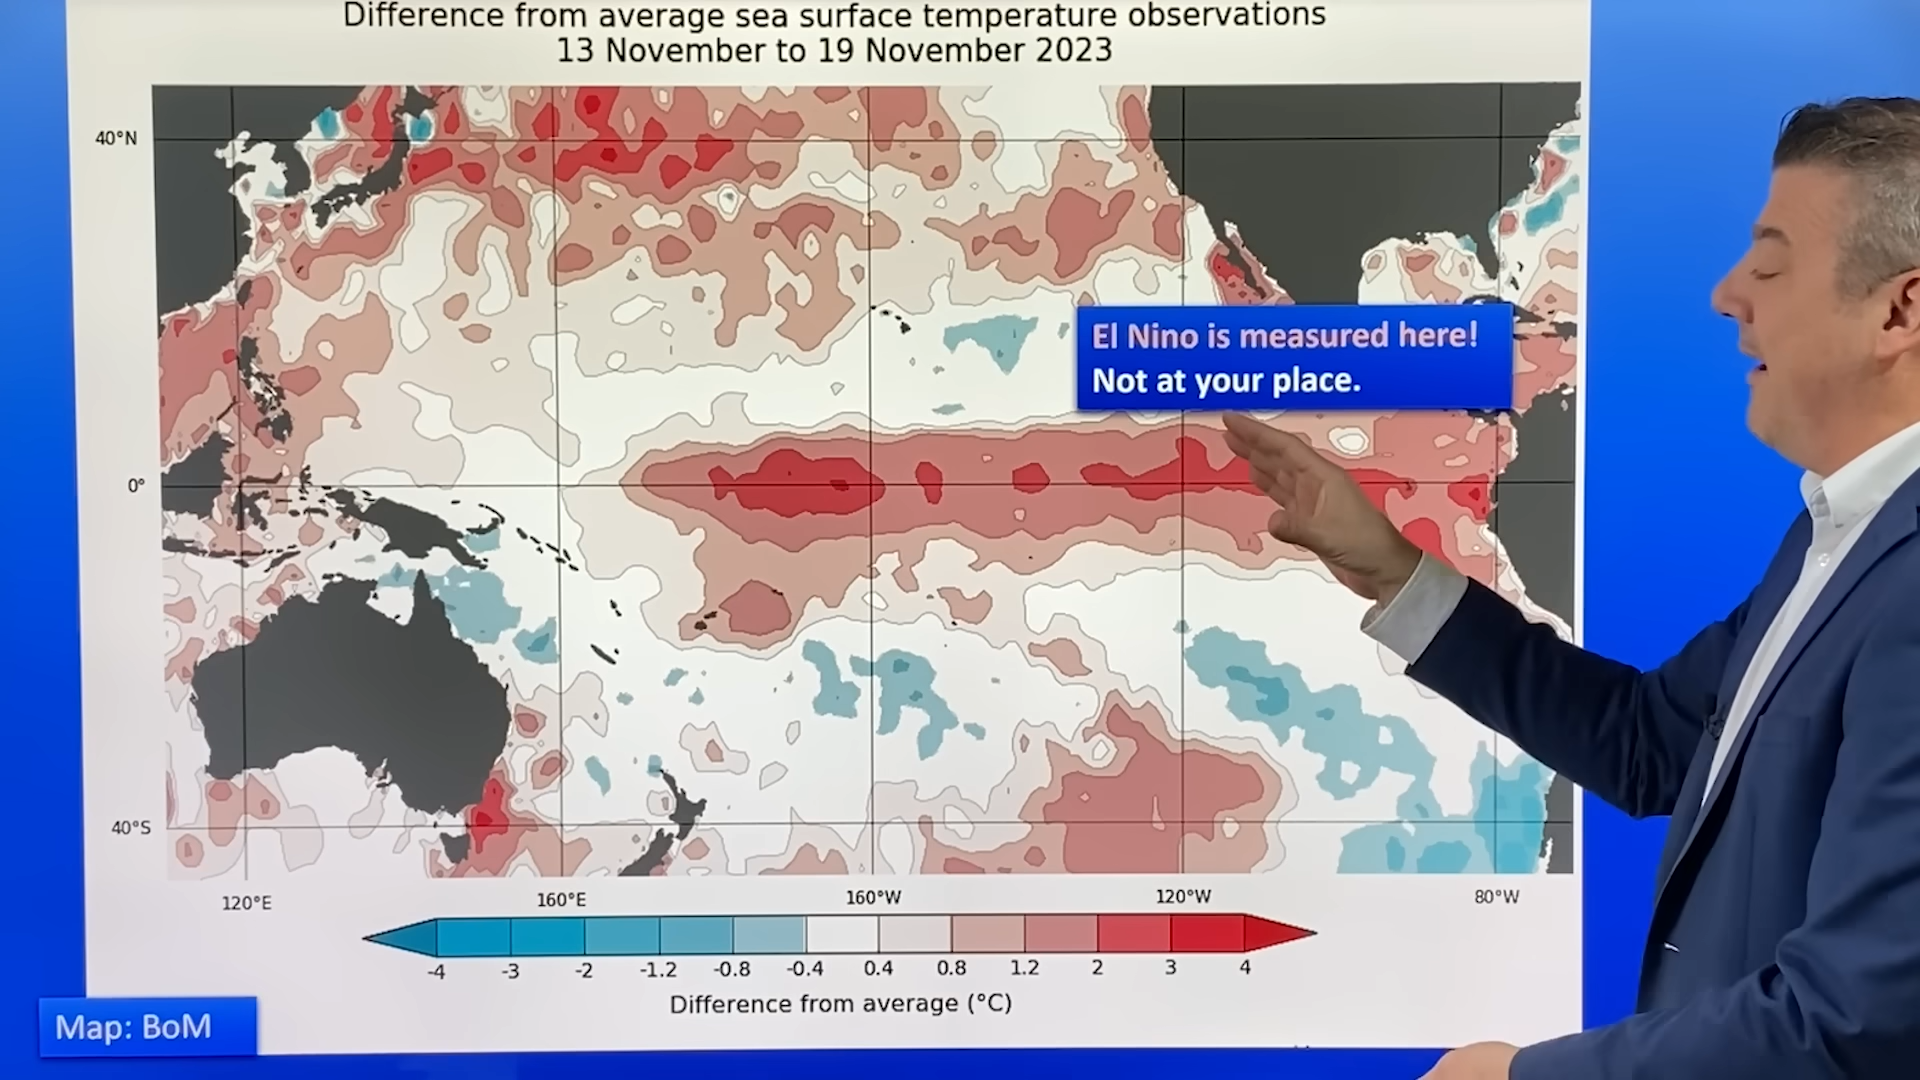 Difference from average sea surface temperature observations
13 November to 19 November 2023
40°N
El Nino is measured here!
Not at your place.
0°
40°S
120°E 160°E 160°W 120°W 80°W
-4 -3 -2 -1.2 -0.8 -0.4 0.4 0.8 1.2 2 3 4
Difference from average (°C)
Map: BoM